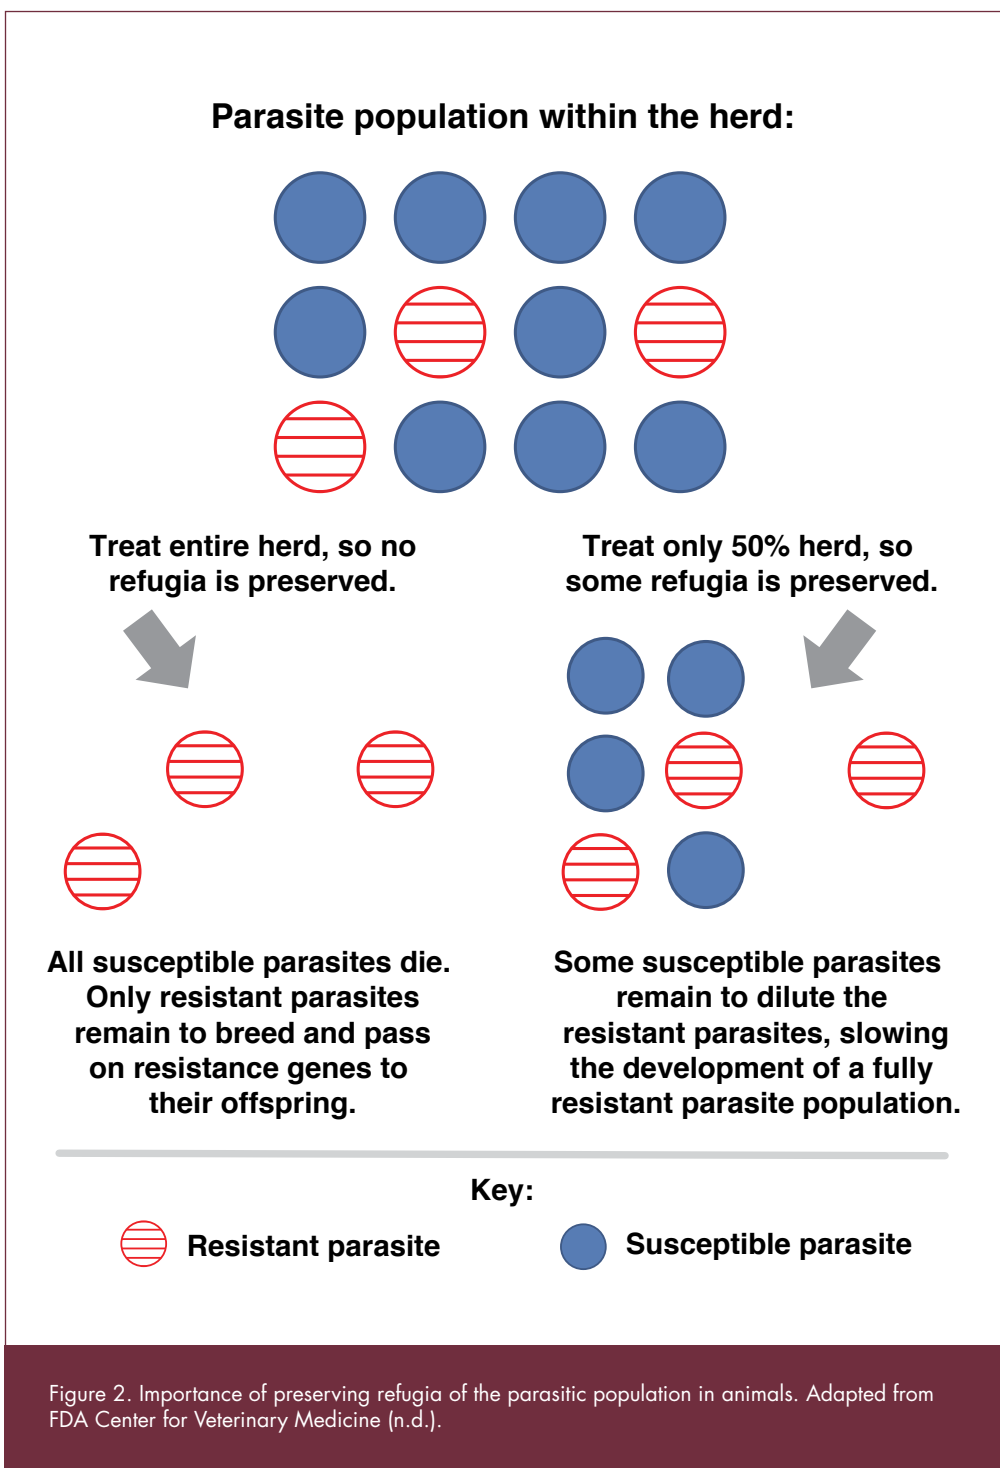 Parasite population within the herd:
Treat entire herd, so no
refugia is preserved.
Treat only 50% herd, so
some refugia is preserved.
All susceptible parasites die.
Only resistant parasites
remain to breed and pass
on resistance genes to
their offspring.
Some susceptible parasites
remain to dilute the
resistant parasites, slowing
the development of a fully
resistant parasite population.
Key:
Resistant parasite
Susceptible parasite
Figure 2. Importance of preserving refugia of the parasitic population in animals. Adapted from
FDA Center for Veterinary Medicine (n.d.).